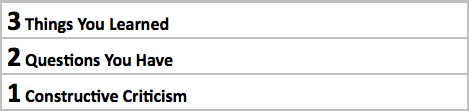 3 Things You Learned
2 Questions You Have
1 Constructive Criticism